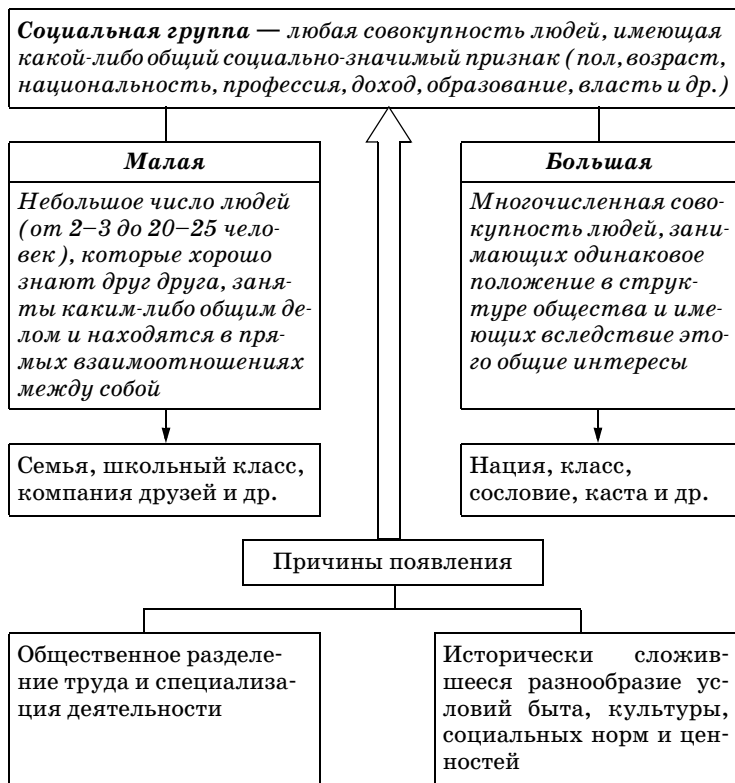 Социальная группа — любая совокупность людей, имеющая
какой-либо общий социально-значимый признак (пол, возраст,
национальность, профессия, доход, образование, власть и др.)
Малая
Небольшое число людей
(от 2–3 до 20–25 чело-
век), которые хорошо
знают друг друга, заня-
ты каким-либо общим де-
лом и находятся в пря-
мых взаимоотношениях
между собой
Семья, школьный класс,
компания друзей и др.
Большая
Многочисленная сово-
купность людей, зани-
мающих одинаковое
положение в струк-
туре общества и име-
ющих вследствие это-
го общие интересы
Нация, класс,
сословие, каста и др.
Причины появления
Общественное разделе-
ние труда и специализа-
ция деятельности
Исторически сложив-
шееся разнообразие ус-
ловий быта, культуры,
социальных норм и цен-
ностей